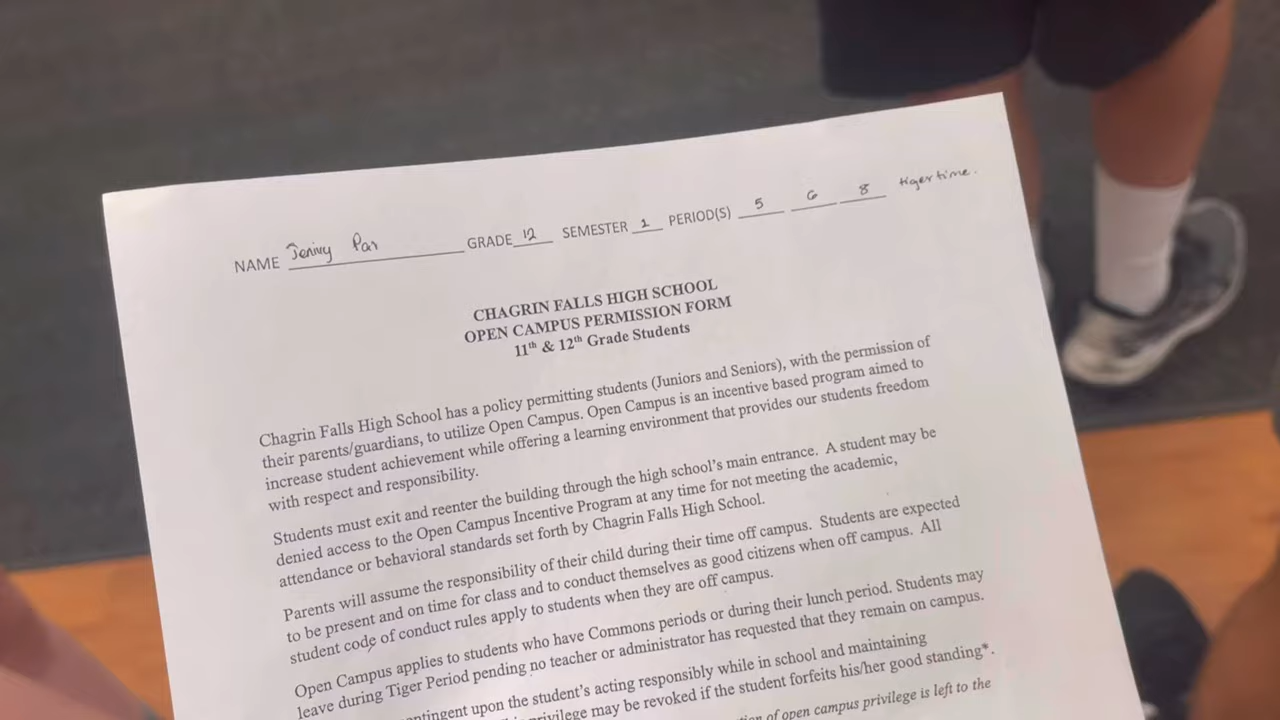 NAME Jenny Par GRADE 12 SEMESTER 1 PERIOD(S) 5 6 8 tigertime.
CHAGRIN FALLS HIGH SCHOOL
OPEN CAMPUS PERMISSION FORM
11th & 12th Grade Students
Chagrin Falls High School has a policy permitting students (Juniors and Seniors), with the permission of
their parents/guardians, to utilize Open Campus. Open Campus is an incentive based program aimed to
increase student achievement while offering a learning environment that provides our students freedom
with respect and responsibility.
Students must exit and reenter the building through the high school's main entrance. A student may be
denied access to the Open Campus Incentive Program at any time for not meeting the academic,
attendance or behavioral standards set forth by Chagrin Falls High School.
Parents will assume the responsibility of their child during their time off campus. Students are expected
to be present and on time for class and to conduct themselves as good citizens when off campus. All
student code of conduct rules apply to students when they are off campus.
Open Campus applies to students who have Commons periods or during their lunch period. Students may
leave during Tiger Period pending no teacher or administrator has requested that they remain on campus.
upon the student's acting responsibly while in school and maintaining
privilege may be revoked if the student forfeits his/her good standing*.
of open campus privilege is left to the